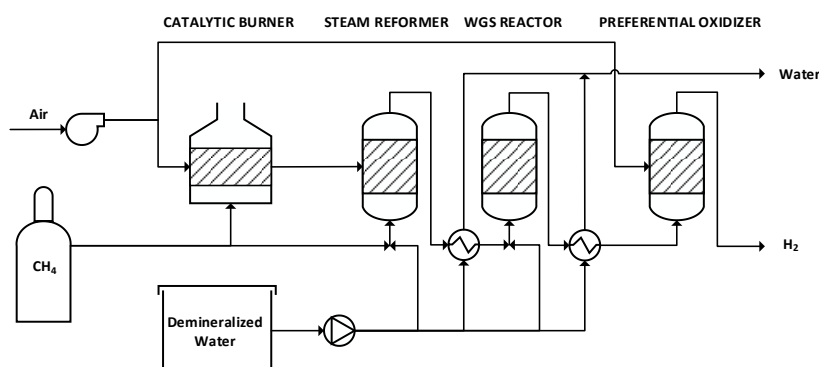 CATALYTIC BURNER STEAM REFORMER WGS REACTOR PREFERENTIAL OXIDIZER
Water
Air
H₂
CH₄
Demineralized
Water